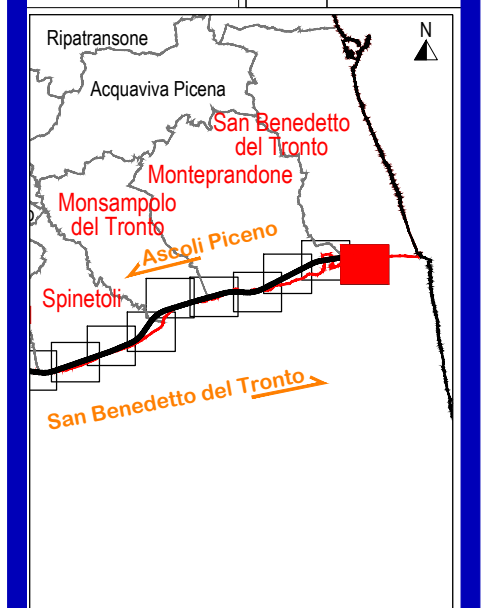 Ripatransone
N
Acquaviva Picena
San Benedetto
del Tronto
Monteprandone
Monsampolo
del Tronto
Ascoli Piceno
Spinetoli
San Benedetto del Tronto